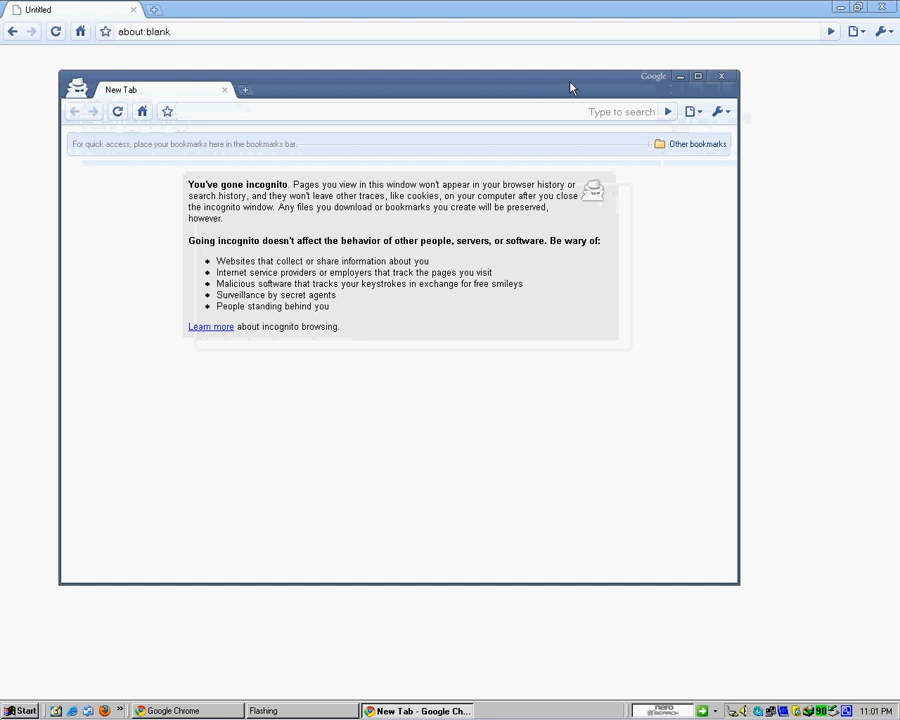 Untitled
about:blank
Google
New Tab
Type to search
For quick access, place your bookmarks here in the bookmarks bar.
Other bookmarks
You've gone incognito. Pages you view in this window won't appear in your browser history or
search history, and they won't leave other traces, like cookies, on your computer after you close
the incognito window. Any files you download or bookmarks you create will be preserved,
however.
Going incognito doesn't affect the behavior of other people, servers, or software. Be wary of:
Websites that collect or share information about you
Internet service providers or employers that track the pages you visit
Malicious software that tracks your keystrokes in exchange for free smileys
Surveillance by secret agents
People standing behind you
Learn more about incognito browsing.
Start
Google Chrome
Flashing
New Tab - Google Ch...
nero
SEARCH
90
11:01 PM